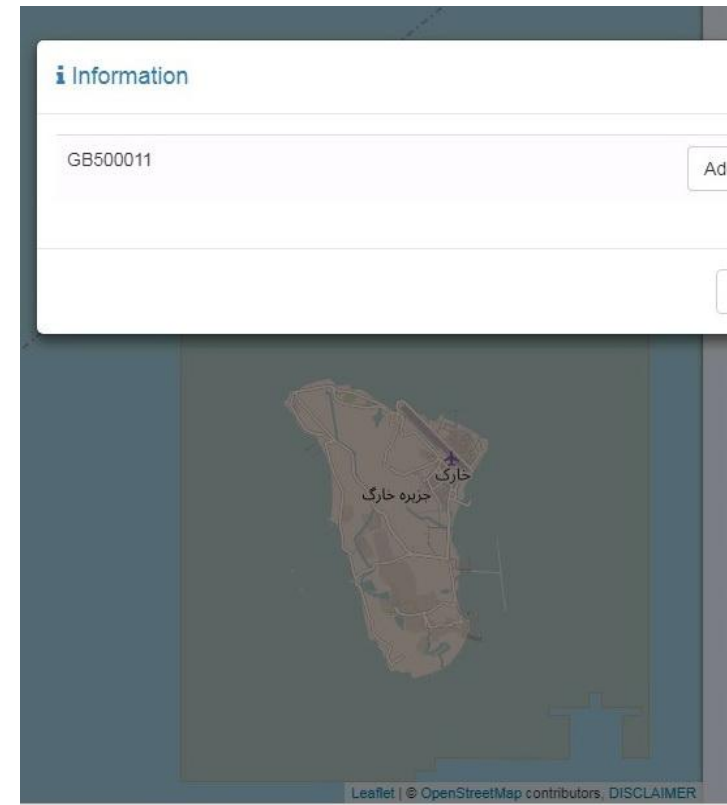 Information
GB500011
Ad
خارک
جزیره خارگ
Leaflet | © OpenStreetMap contributors, DISCLAIMER